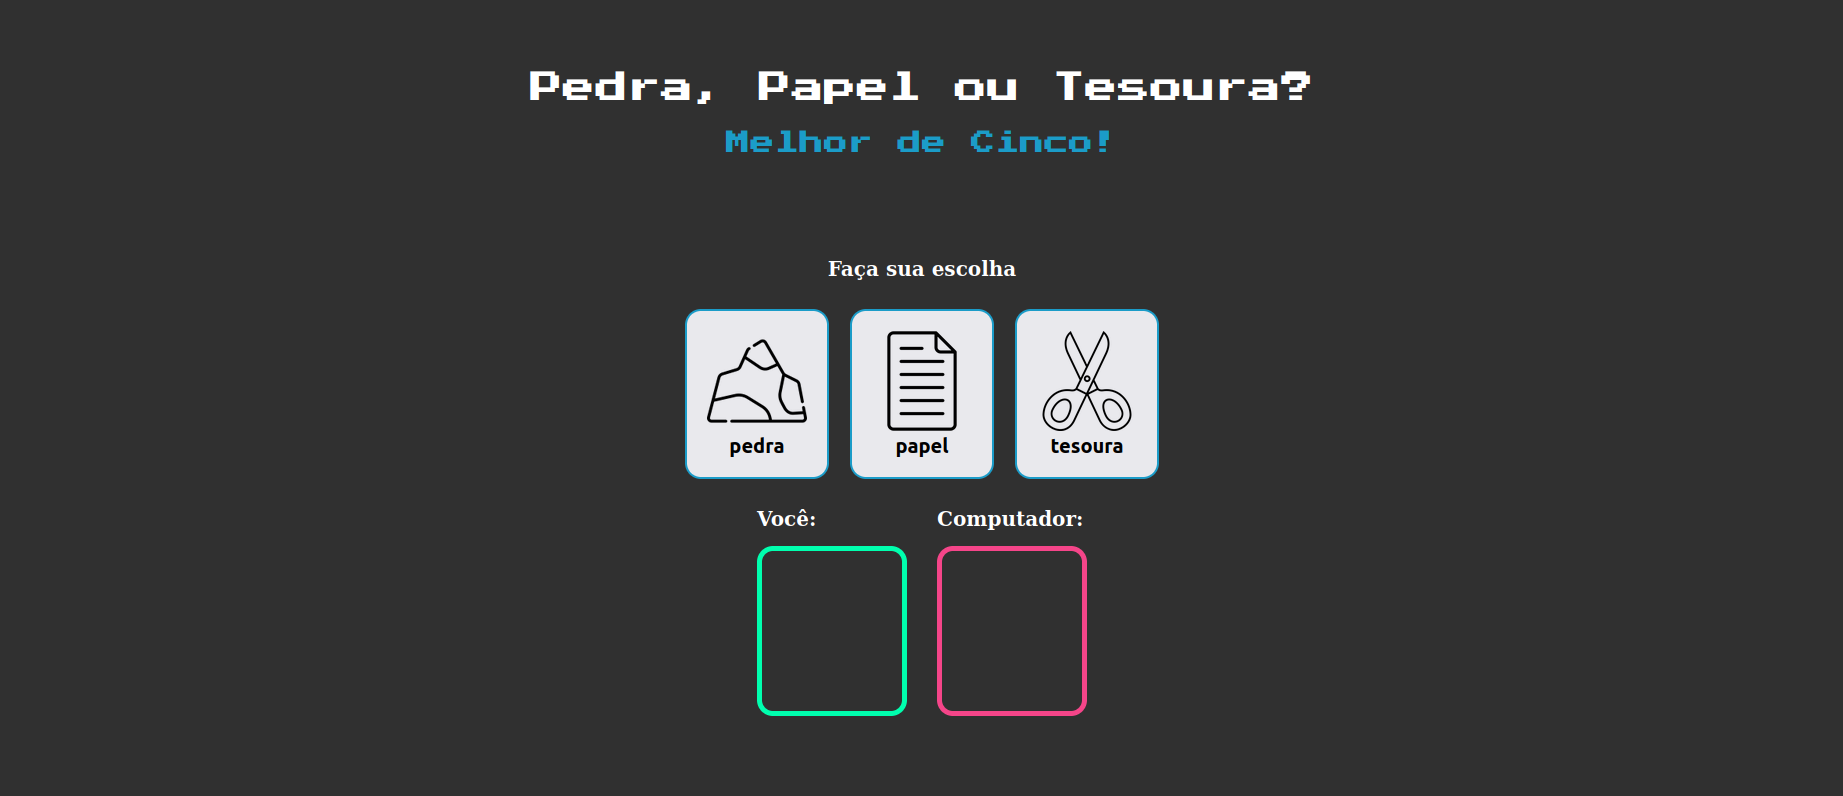 Pedra, Papel ou Tesoura?
Melhor de Cinco!
Faça sua escolha
pedra papel tesoura
Você: Computador: